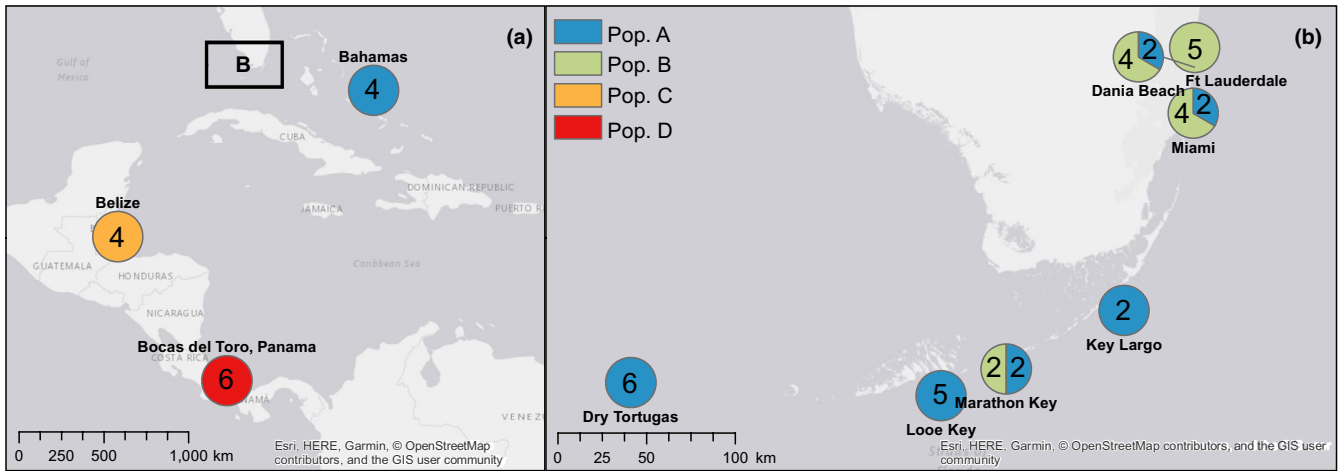 (a)
Gulf of
Mexico
B
Bahamas
4
CUBA
DOMINICAN REPUBLIC
JAMAICA
PUERTO R
Belize
4
B
GUATEMALA
HONDURAS
Caribbean Sea
NICARAGUA
Bocas del Toro, Panama
COSTA RICA
6
NAMÁ
VENEZ
0 250 500 1,000 km
Esri, HERE, Garmin, © OpenStreetMap
contributors, and the GIS user community
(b)
Pop. A
Pop. B
Pop. C
Pop. D
4 2
5
Ft Lauderdale
Dania Beach
4 2
Miami
2
Key Largo
2 2
Marathon Key
5
Looe Key
6
Dry Tortugas
0 25 50 100 km
Esri, HERE, Garmin, © OpenStreetMap contributors, and the GIS user
community